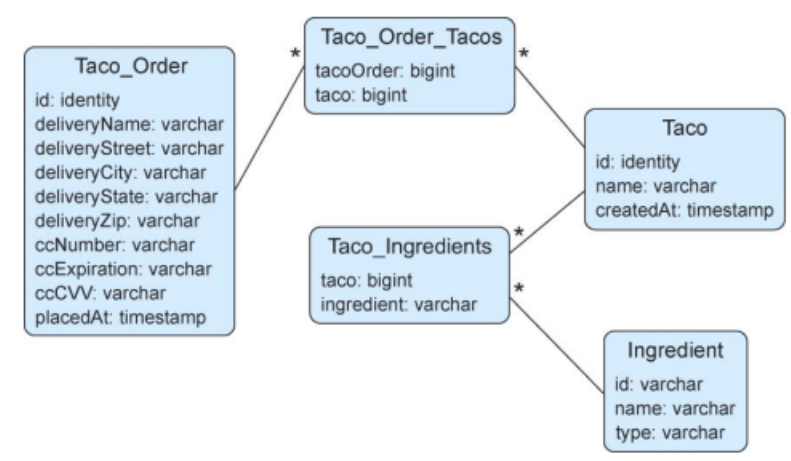 Taco_Order
id: identity
deliveryName: varchar
deliveryStreet: varchar
deliveryCity: varchar
deliveryState: varchar
deliveryZip: varchar
ccNumber: varchar
ccExpiration: varchar
ccCVV: varchar
placedAt: timestamp
*
Taco_Order_Tacos
tacoOrder: bigint
taco: bigint
*
Taco
id: identity
name: varchar
createdAt: timestamp
Taco_Ingredients
taco: bigint
ingredient: varchar
*
*
Ingredient
id: varchar
name: varchar
type: varchar